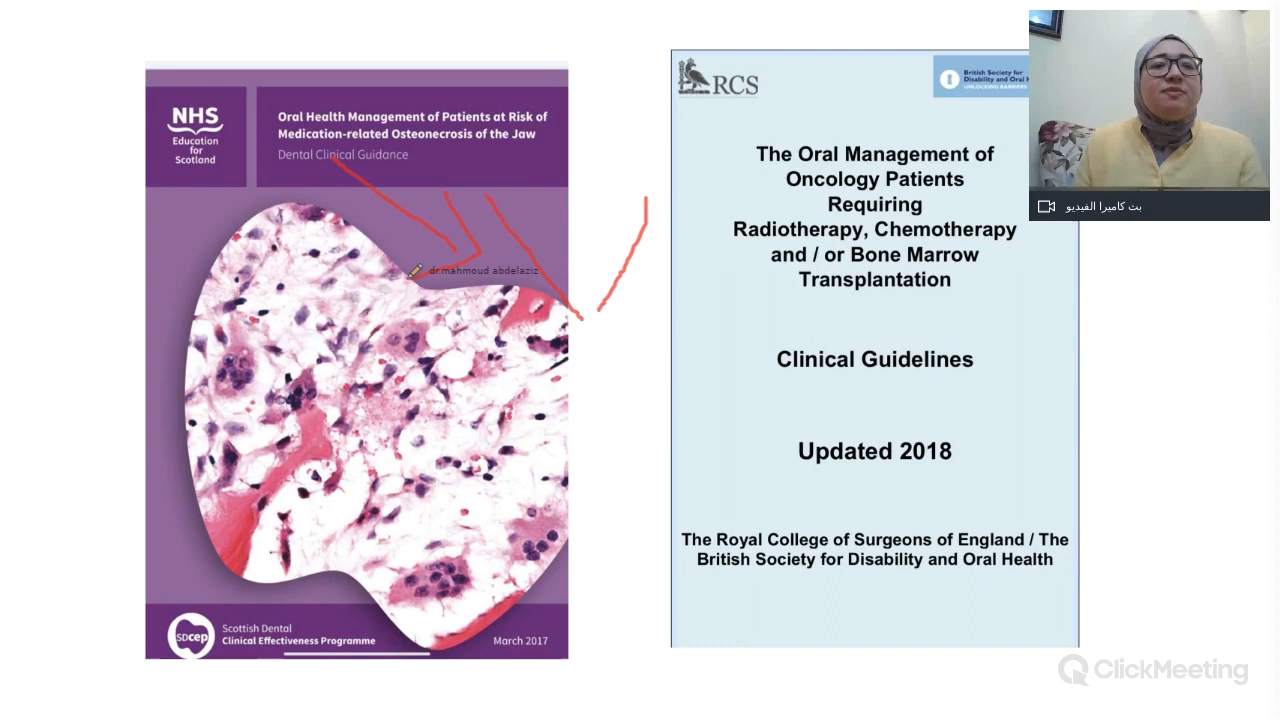 NHS
Education
for
Scotland
Oral Health Management of Patients at Risk of
Medication-related Osteonecrosis of the Jaw
Dental Clinical Guidance
dr.mahmoud abdelaziz
SDcep
Scottish Dental
Clinical Effectiveness Programme
March 2017
RCS
British Society for
Disability and Oral H
UNLOCKING BARRIERS
The Oral Management of
Oncology Patients
Requiring
Radiotherapy, Chemotherapy
and / or Bone Marrow
Transplantation
Clinical Guidelines
Updated 2018
The Royal College of Surgeons of England / The
British Society for Disability and Oral Health
بث كاميرا الفيديو
ClickMeeting